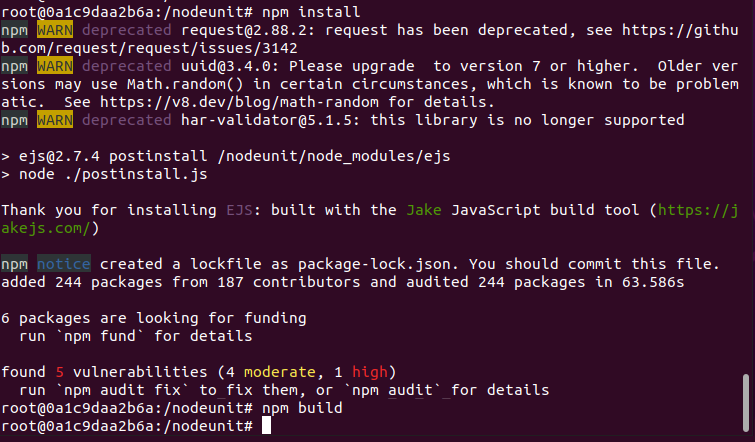 root@0a1c9daa2b6a:/nodeunit# npm install
npm WARN deprecated request@2.88.2: request has been deprecated, see https://githu
b.com/request/request/issues/3142
npm WARN deprecated uuid@3.4.0: Please upgrade  to version 7 or higher.  Older ver
sions may use Math.random() in certain circumstances, which is known to be problem
atic.  See https://v8.dev/blog/math-random for details.
npm WARN deprecated har-validator@5.1.5: this library is no longer supported
> ejs@2.7.4 postinstall /nodeunit/node_modules/ejs
> node ./postinstall.js
Thank you for installing EJS: built with the Jake JavaScript build tool (https://j
akejs.com/)
npm notice created a lockfile as package-lock.json. You should commit this file.
added 244 packages from 187 contributors and audited 244 packages in 63.586s
6 packages are looking for funding
  run `npm fund` for details
found 5 vulnerabilities (4 moderate, 1 high)
  run `npm audit fix` to fix them, or `npm audit` for details
root@0a1c9daa2b6a:/nodeunit# npm build
root@0a1c9daa2b6a:/nodeunit#